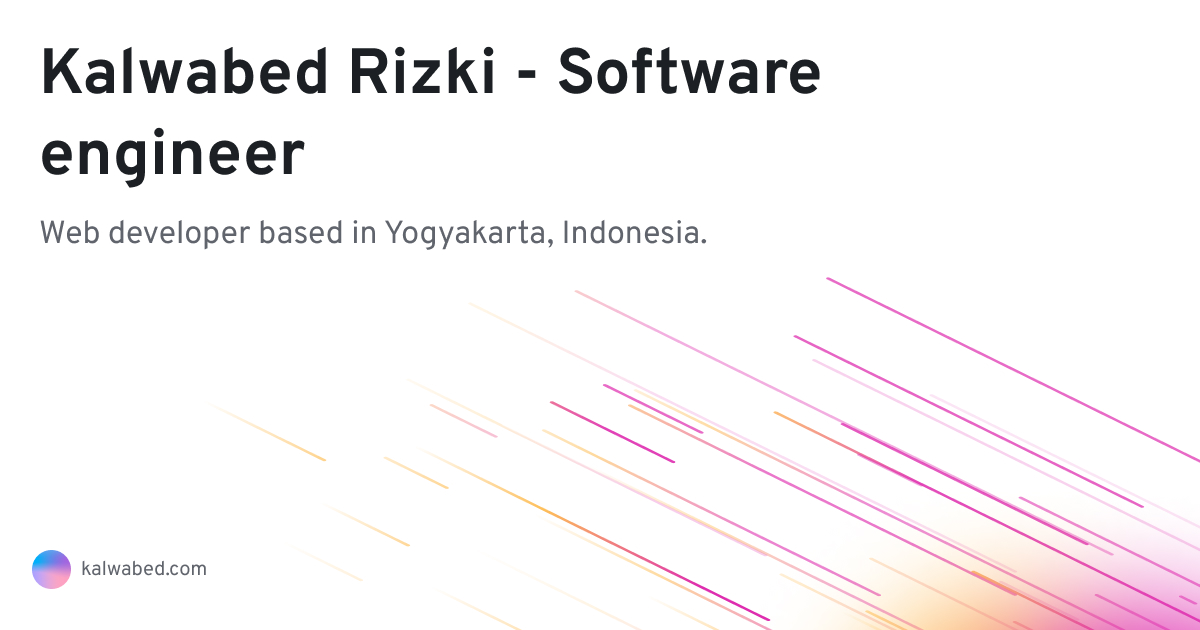 Kalwabed Rizki - Software
engineer
Web developer based in Yogyakarta, Indonesia.
kalwabed.com